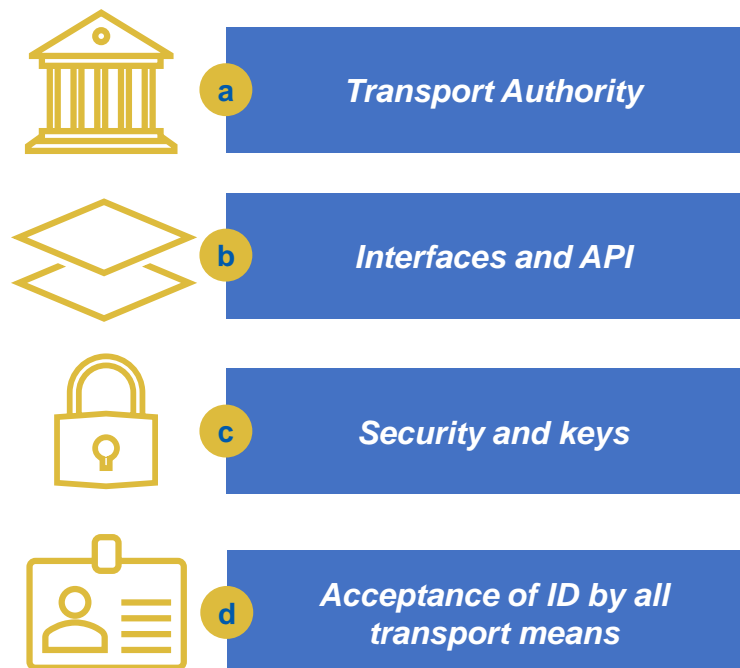 a
Transport Authority
b
Interfaces and API
c
Security and keys
d
Acceptance of ID by all
transport means